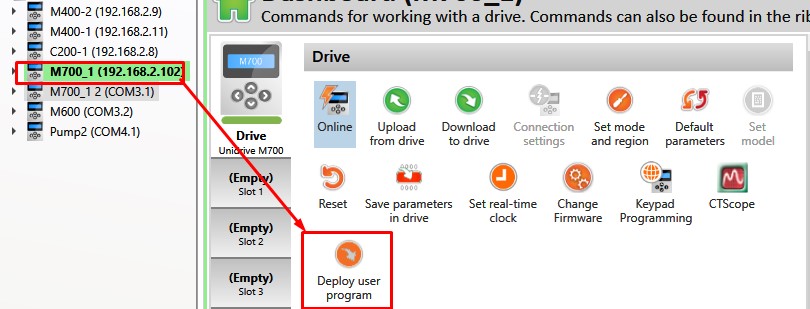 M400-2 (192.168.2.9)
M400-1 (192.168.2.11)
C200-1 (192.168.2.8)
M700_1 (192.168.2.102)
M700_1 2 (COM3.1)
M600 (COM3.2)
Pump2 (COM4.1)
Commands for working with a drive. Commands can also be found in the rib
M700
Drive
Unidrive M700
(Empty)
Slot 1
(Empty)
Slot 2
(Empty)
Slot 3
Drive
Online
Upload
from drive
Download
to drive
Connection
settings
Set mode
and region
Default
parameters
Set
model
Reset
Save parameters
in drive
Set real-time
clock
Change
Firmware
Keypad
Programming
CTScope
Deploy user
program